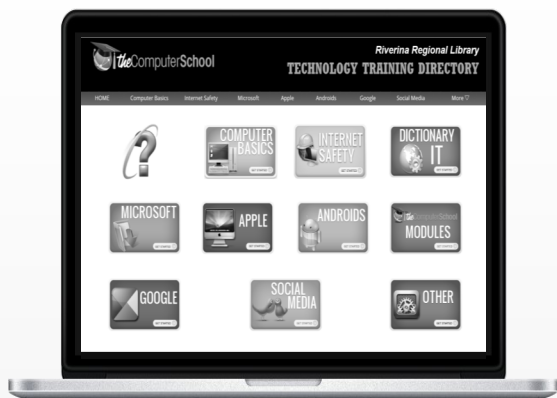 theComputerSchool
Riverina Regional Library
TECHNOLOGY TRAINING DIRECTORY
HOME Computer Basics Internet Safety Microsoft Apple Androids Google Social Media More
COMPUTER
BASICS
INTERNET
SAFETY
DICTIONARY
IT
MICROSOFT
APPLE
ANDROIDS
theComputerSchool
MODULES
GOOGLE
SOCIAL
MEDIA
OTHER